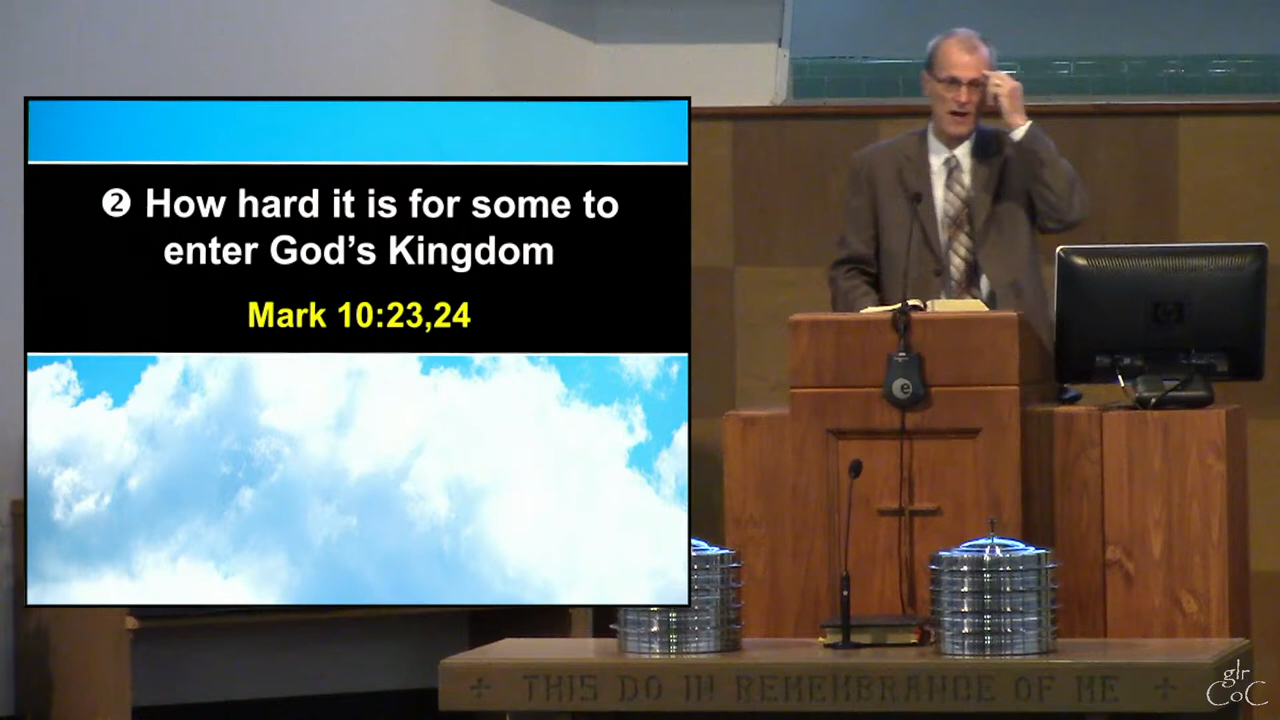 ❷ How hard it is for some to
enter God’s Kingdom
Mark 10:23,24
hp
e
THIS DO IN REMEMBRANCE OF ME
glr
CoC